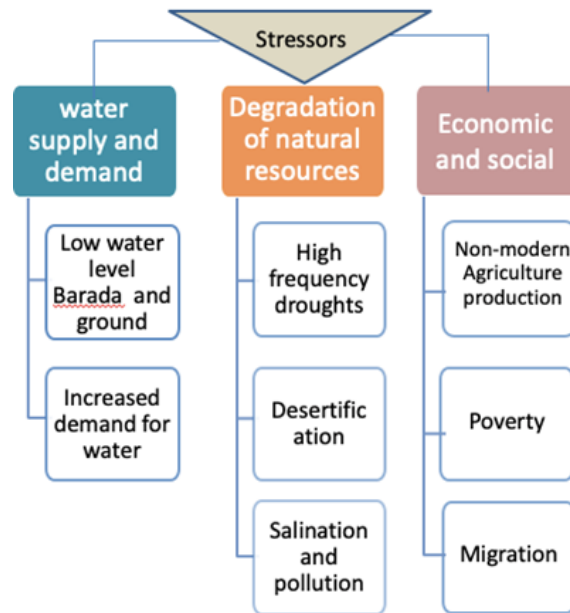 Stressors
water
supply and
demand
Low water
level
Barada and
ground
Increased
demand for
water
Degradation
of natural
resources
High
frequency
droughts
Desertific
ation
Salination
and
pollution
Economic
and social
Non-modern
Agriculture
production
Poverty
Migration